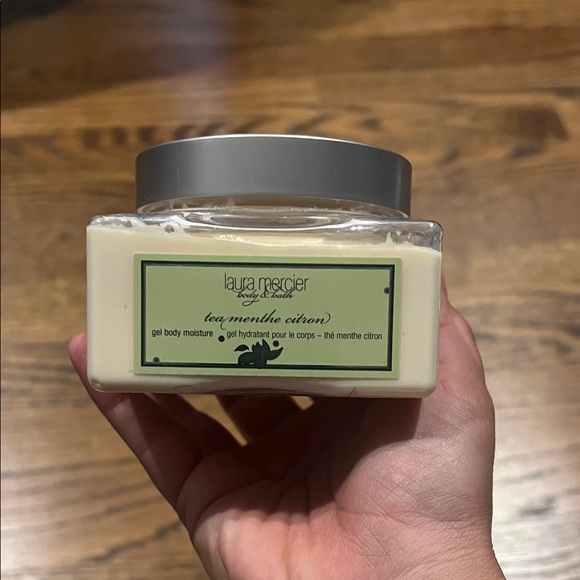 laura mercier
body & bath
tea menthe citron
gel body moisture • gel hydratant pour le corps – thé menthe citron